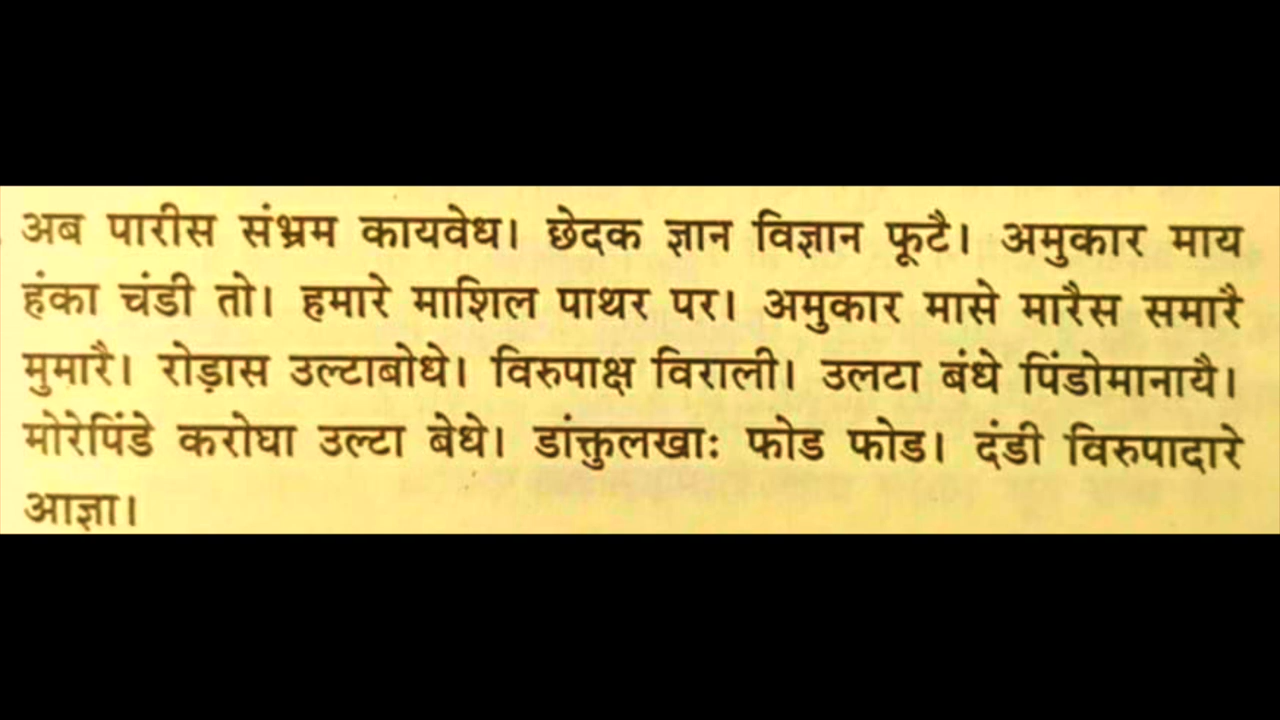 अब पारीस संभ्रम कायवेध। छेदक ज्ञान विज्ञान फूटै। अमुकार माय
हंका चंडी तो। हमारे माशिल पाथर पर। अमुकार मासे मारैस समारै
मुमारै। रोड़ास उल्टाबोधे। विरुपाक्ष विराली। उलटा बंधे पिंडोमानायै।
मोरेपिंडे करोघा उल्टा बेधे। डांक्तुलखाः फोड फोड। दंडी विरुपादारे
आज्ञा।